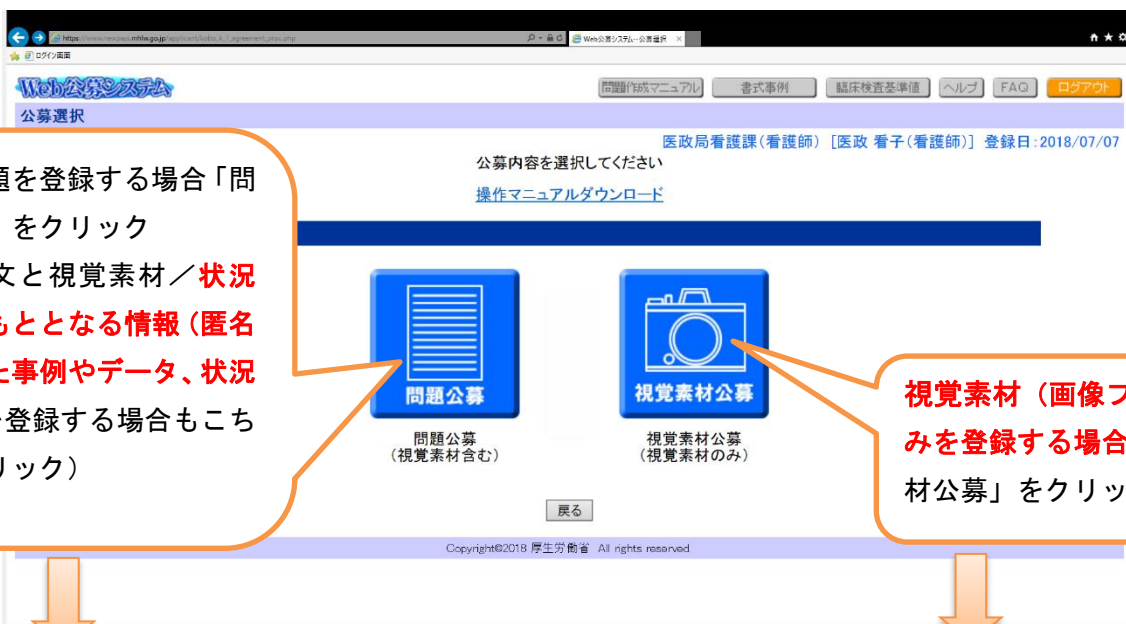 https://www.newpass.mhlw.go.jp/applicant/kobo_k_l_agreement_proc.php
Web公募システム--公募選択
ログイン画面
Web公募システム
問題作成マニュアル 書式事例 臨床検査基準値 ヘルプ FAQ ログアウト
公募選択
医政局看護課(看護師) [医政 看子(看護師)] 登録日:2018/07/07
公募内容を選択してください
操作マニュアルダウンロード
題を登録する場合「問
」をクリック
文と視覚素材／状況
もととなる情報（匿名
た事例やデータ、状況
を登録する場合もこち
リック）
問題公募
問題公募
(視覚素材含む)
視覚素材公募
視覚素材公募
(視覚素材のみ)
視覚素材（画像フ
みを登録する場合
材公募」をクリッ
戻る
Copyright©2018 厚生労働省 All rights reserved.